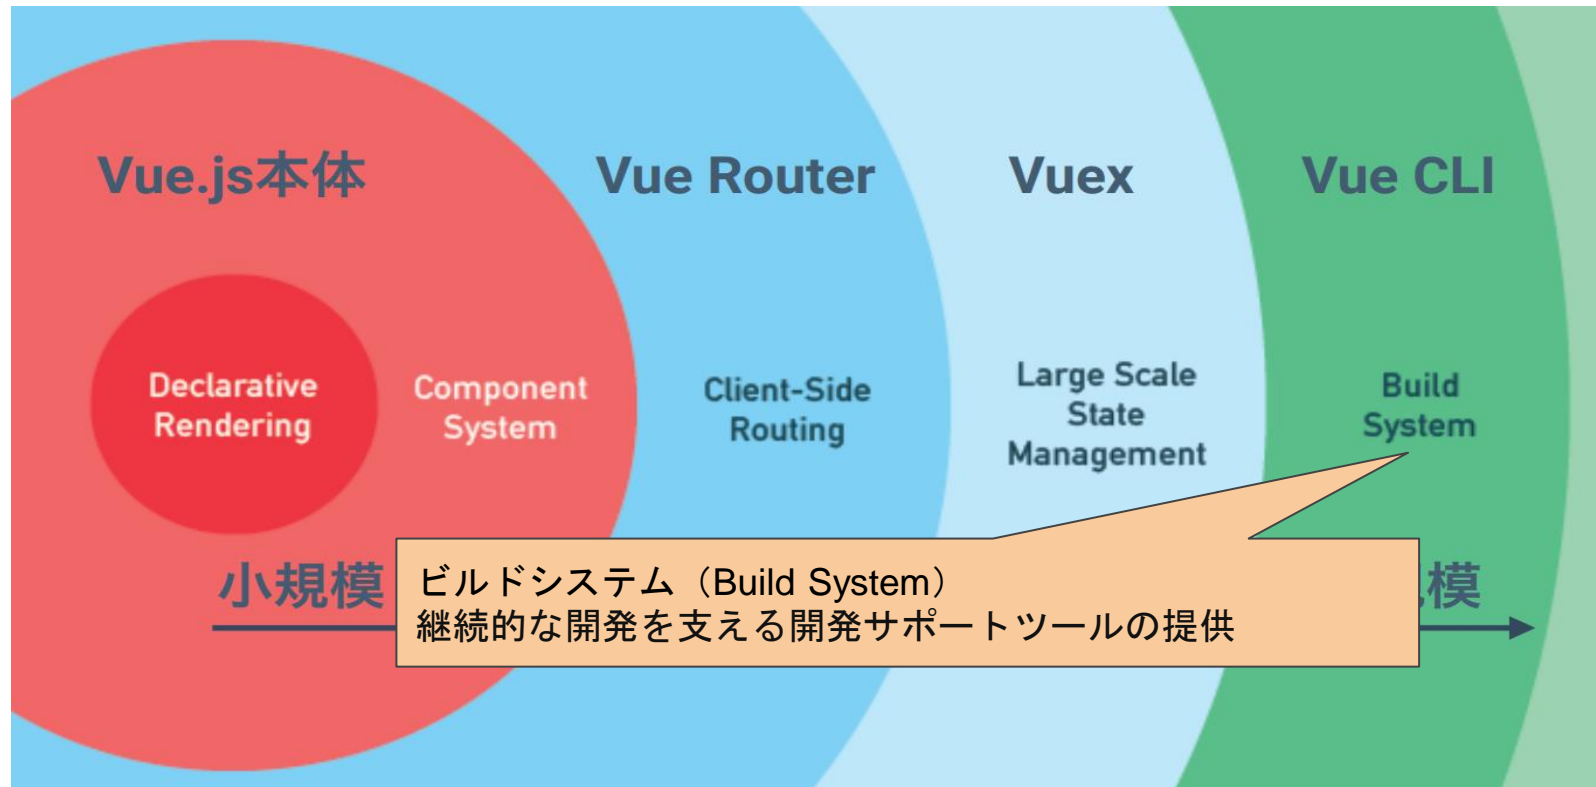 Vue.js本体
Vue Router
Vuex
Vue CLI
Declarative
Rendering
Component
System
Client-Side
Routing
Large Scale
State
Management
Build
System
小規模
模
ビルドシステム（Build System）
継続的な開発を支える開発サポートツールの提供